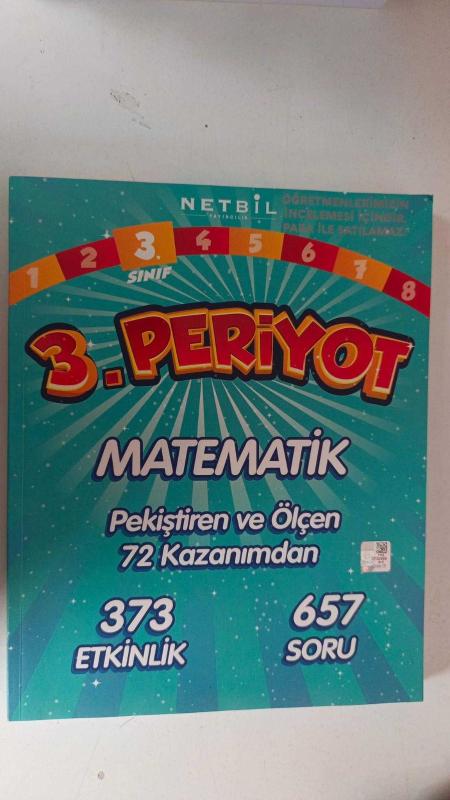 NETBİL
YAYINCILIK
ÖĞRETMENLERİMİZİN
İNCELEMESİ İÇİNDİR.
PARA İLE SATILAMAZ.
1 2 3. 4 5 6 7 8
SINIF
3. PERİYOT
MATEMATİK
Pekiştiren ve Ölçen
72 Kazanımdan
373
ETKİNLİK
657
SORU